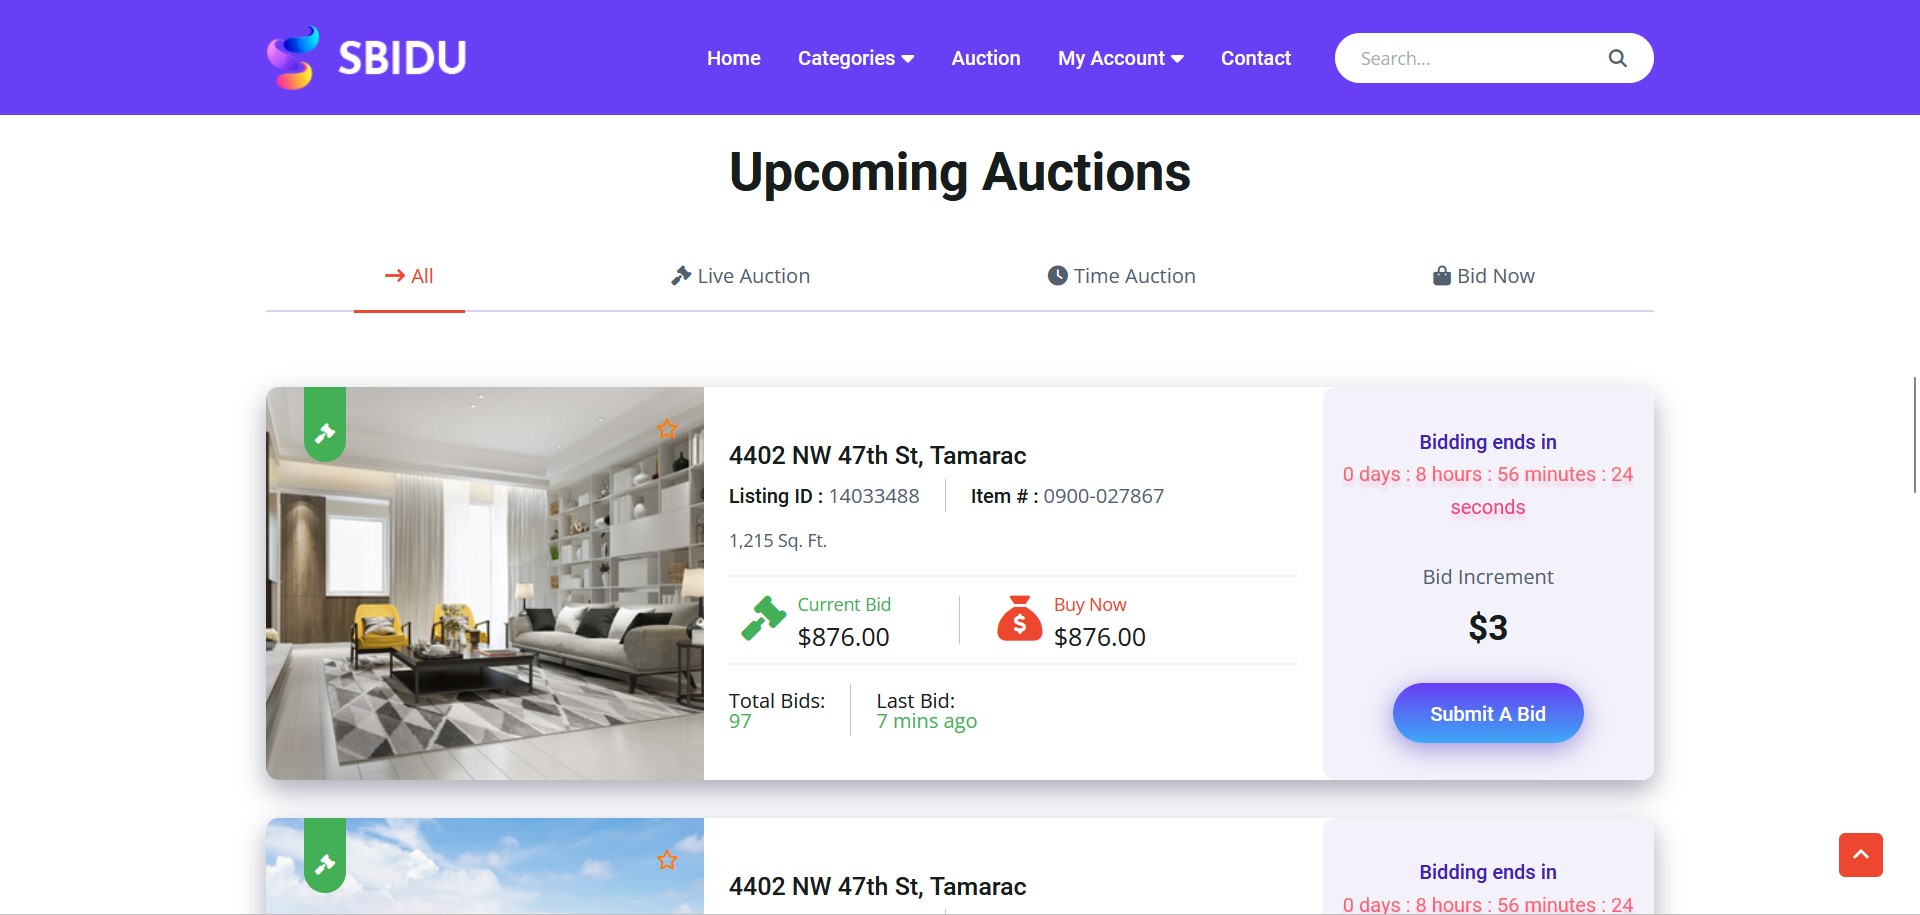 SBIDU
Home Categories Auction My Account Contact Search...
Upcoming Auctions
All Live Auction Time Auction Bid Now
4402 NW 47th St, Tamarac
Listing ID : 14033488 Item # : 0900-027867
1,215 Sq. Ft.
Current Bid
$876.00
Buy Now
$876.00
Total Bids:
97
Last Bid:
7 mins ago
Bidding ends in
0 days : 8 hours : 56 minutes : 24
seconds
Bid Increment
$3
Submit A Bid
4402 NW 47th St, Tamarac
Bidding ends in
0 days : 8 hours : 56 minutes : 24